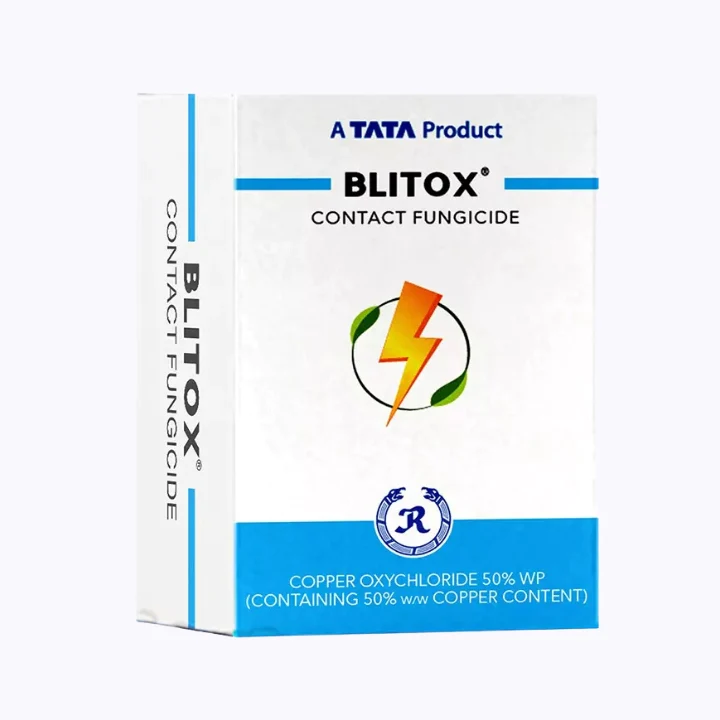 A TATA Product
BLITOX®
CONTACT FUNGICIDE
R
COPPER OXYCHLORIDE 50% WP
(CONTAINING 50% w/w COPPER CONTENT)
BLITOX®
CONTACT FUNGICIDE